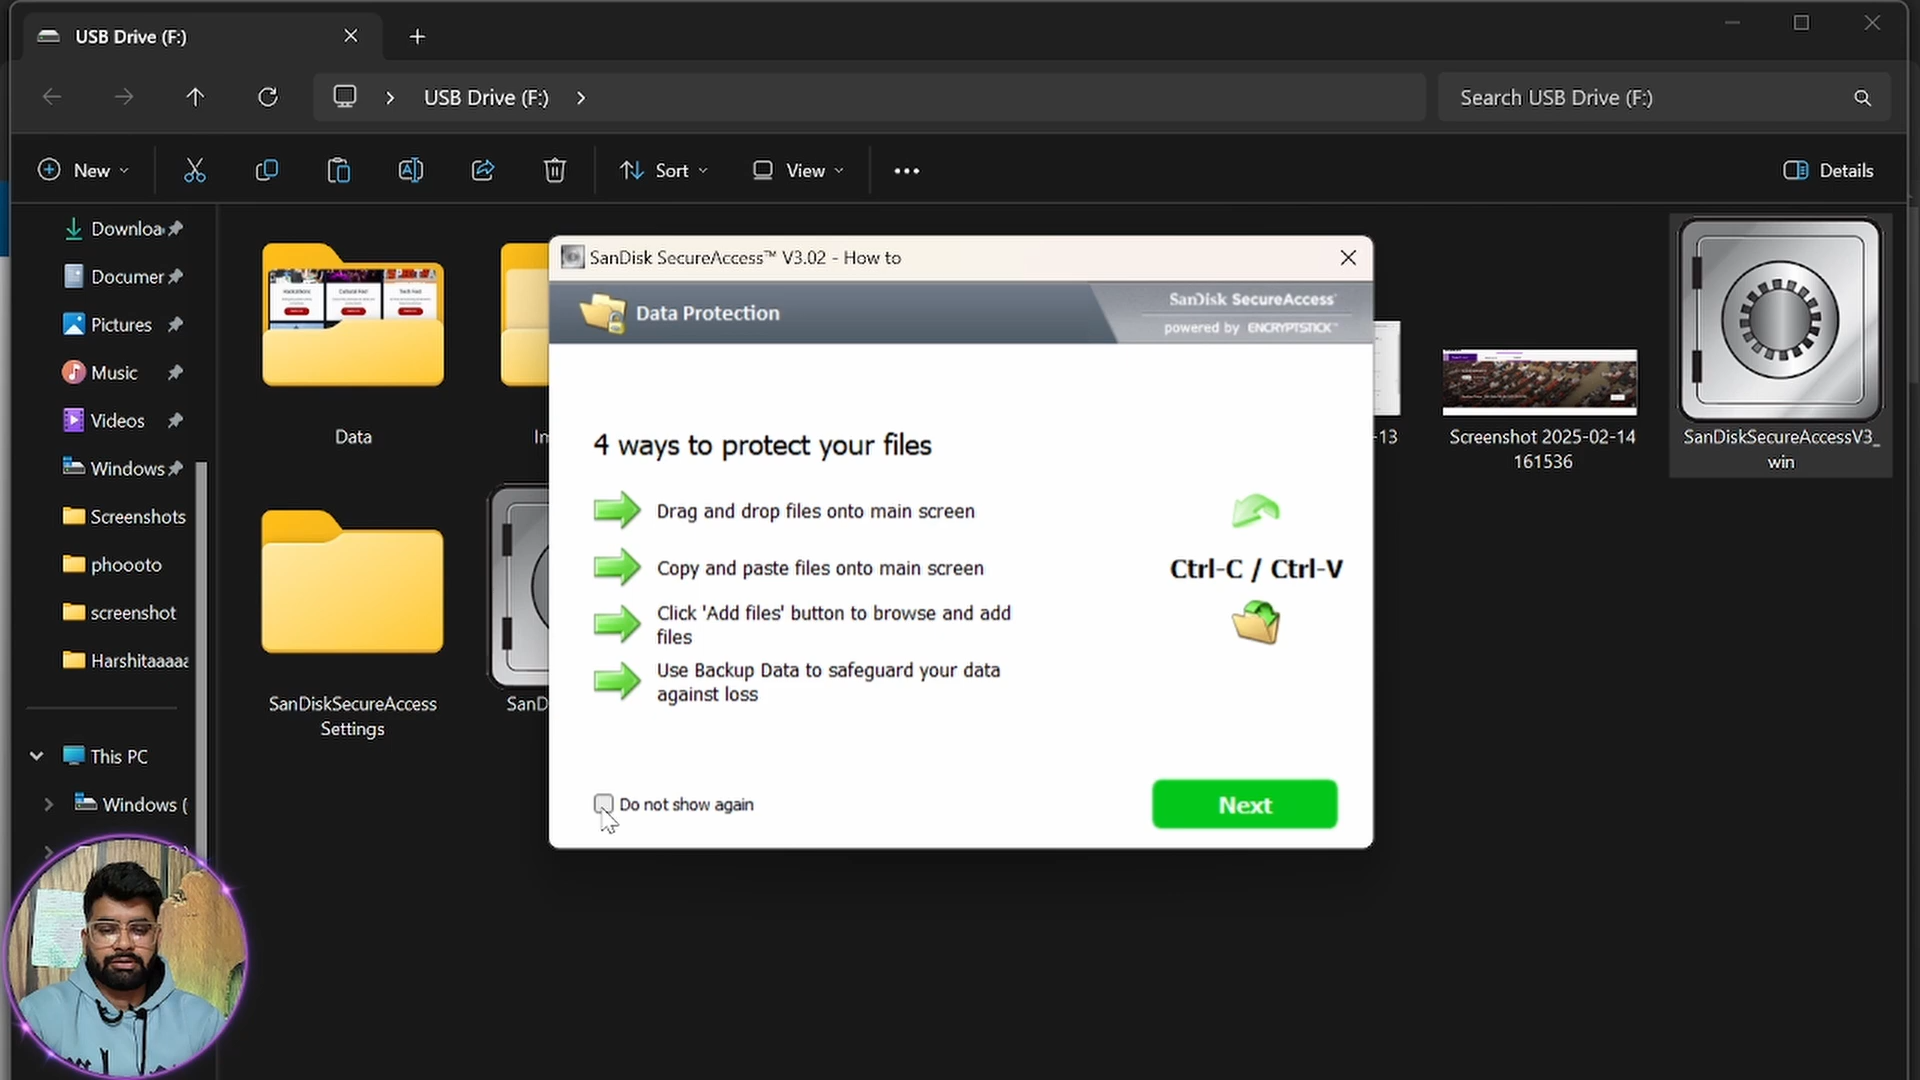 USB Drive (F:)
USB Drive (F:)
Search USB Drive (F:)
New
Sort
View
Details
Downloa
Documer
Pictures
Music
Videos
Windows
Screenshots
phoooto
screenshot
Harshitaaaaa
This PC
Windows (
Data
Im
SanDiskSecureAccess
Settings
SanD
-13
Screenshot 2025-02-14
161536
SanDiskSecureAccessV3_
win
SanDisk SecureAccess™ V3.02 - How to
Data Protection
SanDisk SecureAccess™
powered by ENCRYPTSTICK™
4 ways to protect your files
Drag and drop files onto main screen
Copy and paste files onto main screen
Ctrl-C / Ctrl-V
Click 'Add files' button to browse and add
files
Use Backup Data to safeguard your data
against loss
Do not show again
Next